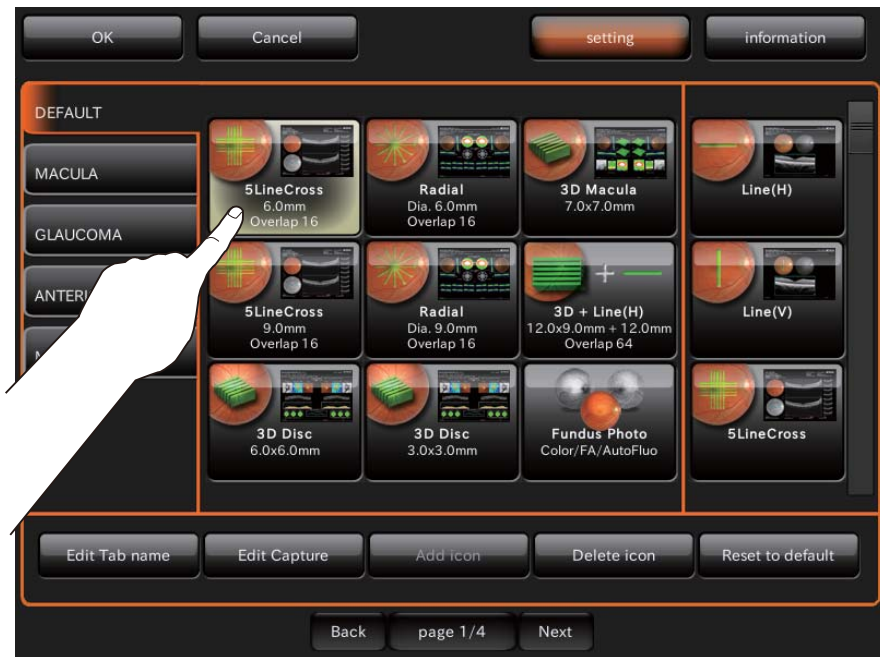 OK
Cancel
setting
information
DEFAULT
MACULA
GLAUCOMA
ANTERI
M
5LineCross
6.0mm
Overlap 16
Radial
Dia. 6.0mm
Overlap 16
3D Macula
7.0x7.0mm
5LineCross
9.0mm
Overlap 16
Radial
Dia. 9.0mm
Overlap 16
3D + Line(H)
12.0x9.0mm + 12.0mm
Overlap 64
3D Disc
6.0x6.0mm
3D Disc
3.0x3.0mm
Fundus Photo
Color/FA/AutoFluo
Line(H)
Line(V)
5LineCross
Edit Tab name
Edit Capture
Add icon
Delete icon
Reset to default
Back
page 1/4
Next